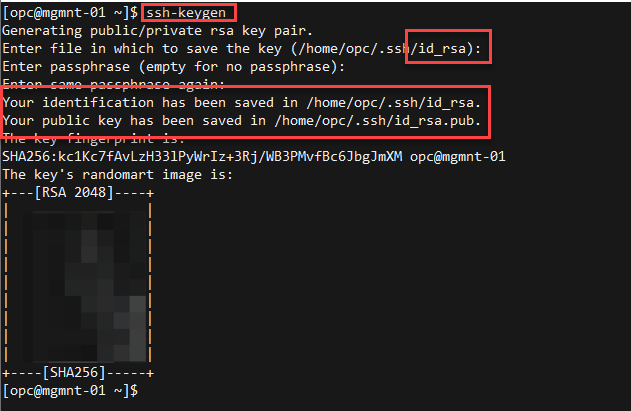 [opc@mgmnt-01 ~]$ ssh-keygen
Generating public/private rsa key pair.
Enter file in which to save the key (/home/opc/.ssh/id_rsa):
Enter passphrase (empty for no passphrase):
Enter same passphrase again:
Your identification has been saved in /home/opc/.ssh/id_rsa.
Your public key has been saved in /home/opc/.ssh/id_rsa.pub.
The key fingerprint is:
SHA256:kc1Kc7fAvLzH331PyWrIz+3Rj/WB3PMvfBc6JbgJmXM opc@mgmnt-01
The key's randomart image is:
+---[RSA 2048]----+
|                 |
|                 |
|                 |
|                 |
|                 |
|                 |
|                 |
|                 |
|                 |
+----[SHA256]-----+
[opc@mgmnt-01 ~]$